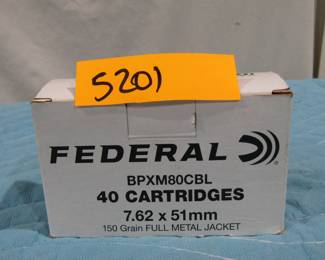 5201
FEDERAL
BPXM80CBL
40 CARTRIDGES
7.62 x 51mm
150 Grain FULL METAL JACKET